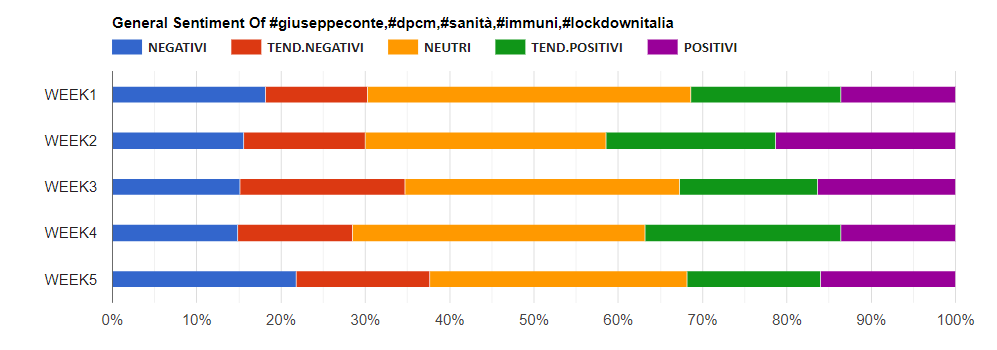 General Sentiment Of #giuseppeconte,#dpcm,#sanità,#immuni,#lockdownitalia
NEGATIVI TEND.NEGATIVI NEUTRI TEND.POSITIVI POSITIVI
WEEK1
WEEK2
WEEK3
WEEK4
WEEK5
0% 10% 20% 30% 40% 50% 60% 70% 80% 90% 100%